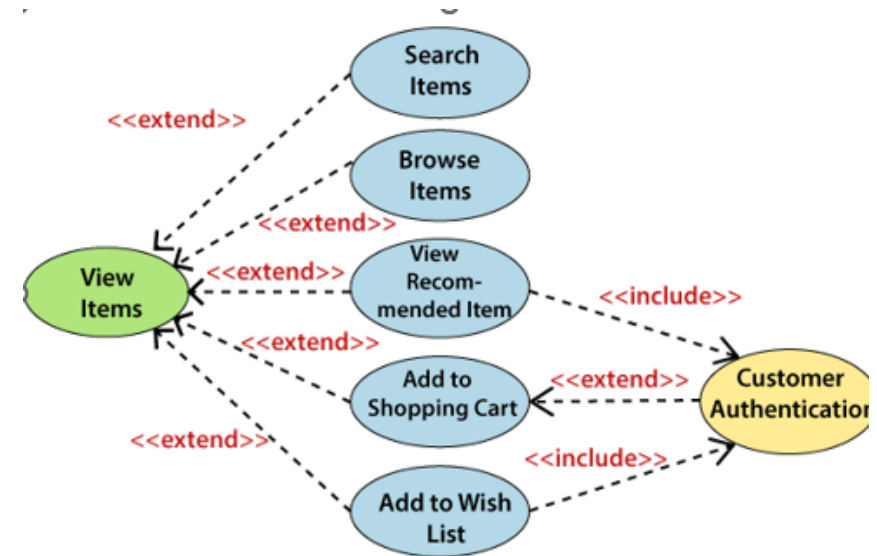 Search
Items
<<extend>>
Browse
Items
<<extend>>
View
Recom-
mended Item
<<extend>>
View
Items
<<include>>
<<extend>>
Add to
Shopping Cart
<<extend>>
Customer
Authentication
<<extend>>
<<include>>
Add to Wish
List